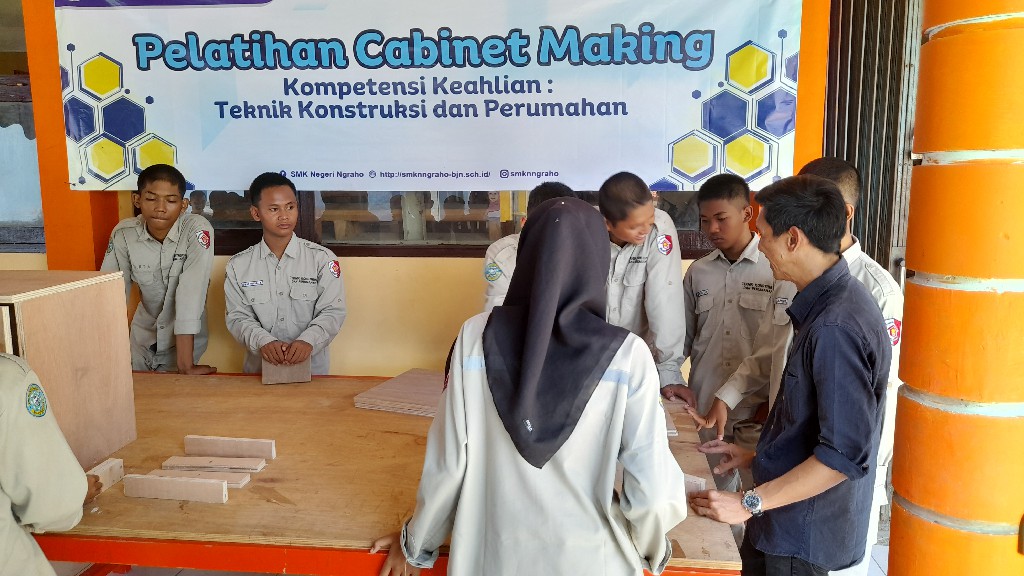 Pelatihan Cabinet Making
Kompetensi Keahlian :
Teknik Konstruksi dan Perumahan
SMK Negeri Ngraho http://smknngraho-bjn.sch.id/ smknngraho